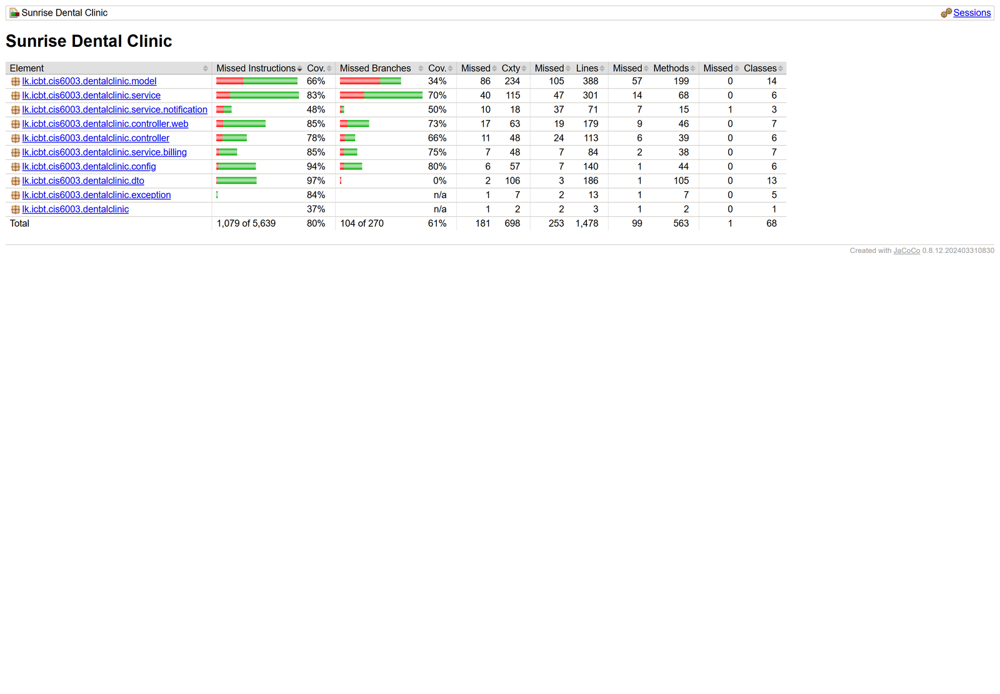 Sunrise Dental Clinic Sessions
Sunrise Dental Clinic
Element Missed Instructions Cov. Missed Branches Cov. Missed Cxty Missed Lines Missed Methods Missed Classes
lk.icbt.cis6003.dentalclinic.model 66% 34% 86 234 105 388 57 199 0 14
lk.icbt.cis6003.dentalclinic.service 83% 70% 40 115 47 301 14 68 0 6
lk.icbt.cis6003.dentalclinic.service.notification 48% 50% 10 18 37 71 7 15 1 3
lk.icbt.cis6003.dentalclinic.controller.web 85% 73% 17 63 19 179 9 46 0 7
lk.icbt.cis6003.dentalclinic.controller 78% 66% 11 48 24 113 6 39 0 6
lk.icbt.cis6003.dentalclinic.service.billing 85% 75% 7 48 7 84 2 38 0 7
lk.icbt.cis6003.dentalclinic.config 94% 80% 6 57 7 140 1 44 0 6
lk.icbt.cis6003.dentalclinic.dto 97% 0% 2 106 3 186 1 105 0 13
lk.icbt.cis6003.dentalclinic.exception 84% n/a 1 7 2 13 1 7 0 5
lk.icbt.cis6003.dentalclinic 37% n/a 1 2 2 3 1 2 0 1
Total 1,079 of 5,639 80% 104 of 270 61% 181 698 253 1,478 99 563 1 68
Created with JaCoCo 0.8.12.202403310830